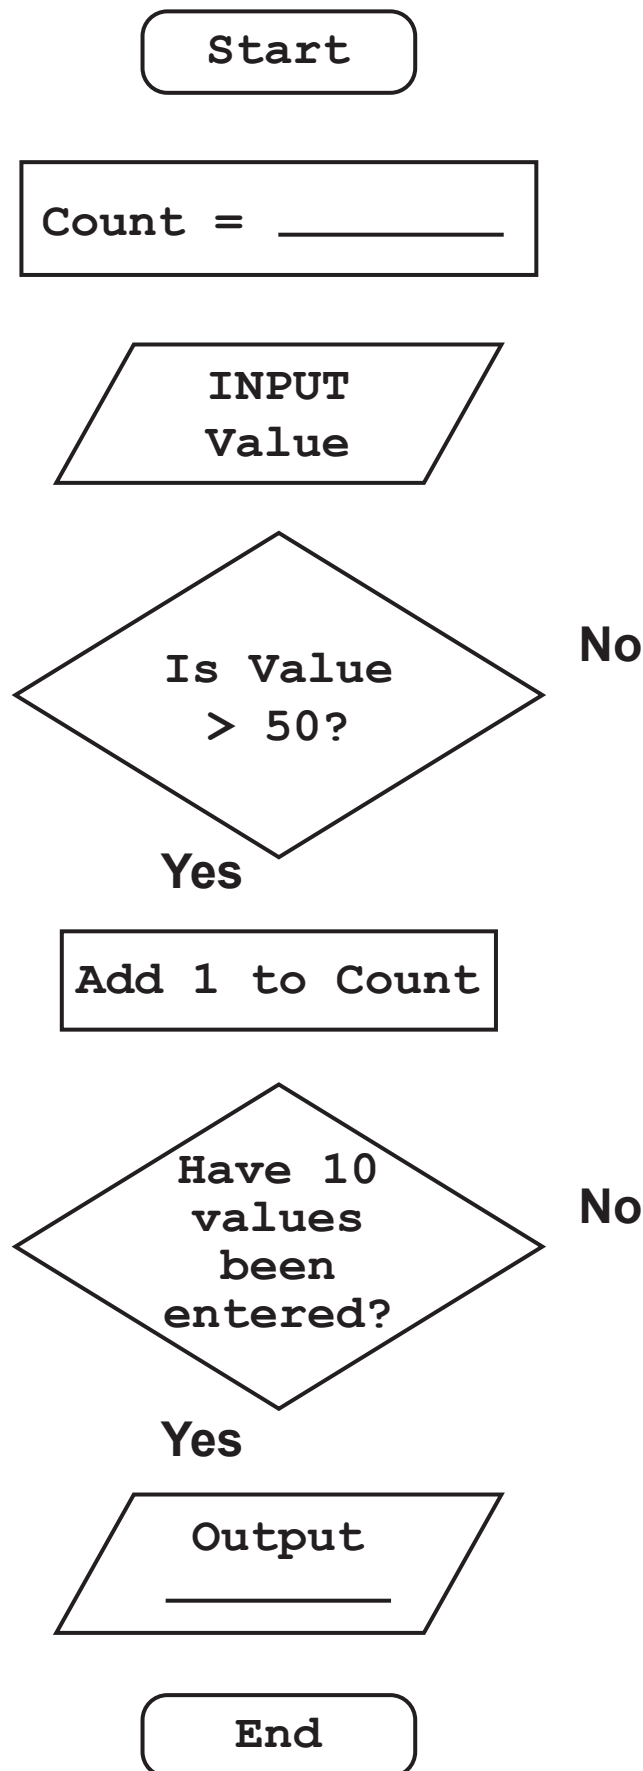 Start
Count = ________
INPUT
Value
Is Value
> 50?
No
Yes
Add 1 to Count
Have 10
values
been
entered?
No
Yes
Output
________
End